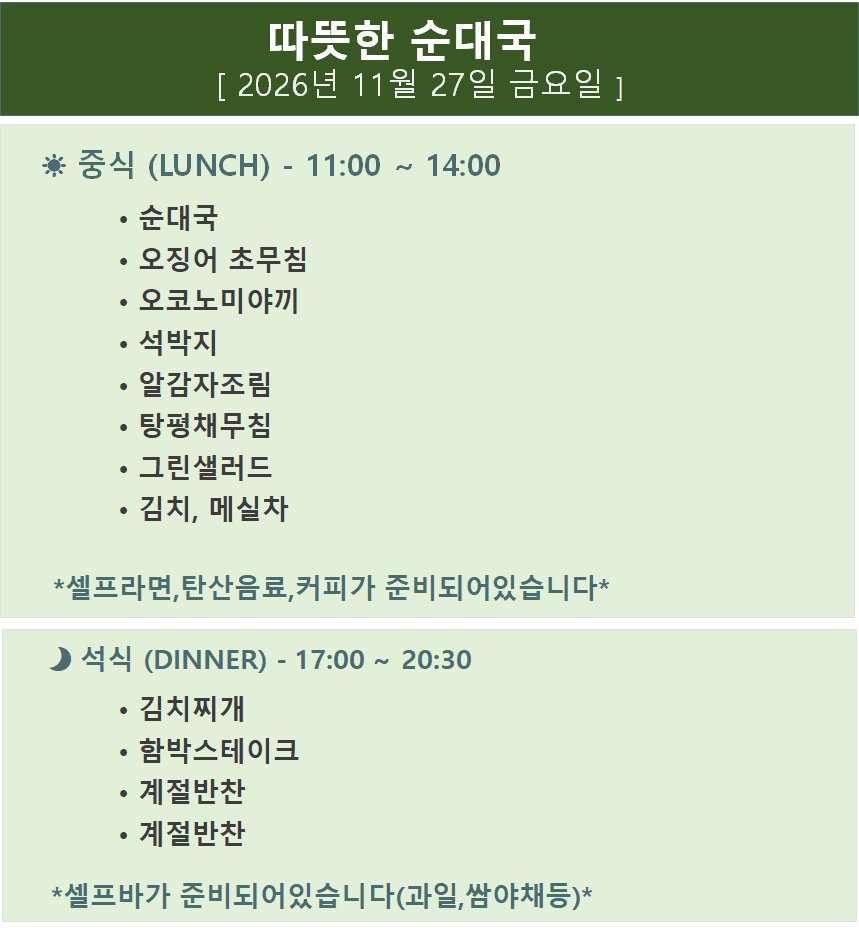 따뜻한 순대국
[ 2026년 11월 27일 금요일 ]
중식 (LUNCH) - 11:00 ~ 14:00
• 순대국
• 오징어 초무침
• 오코노미야끼
• 석박지
• 알감자조림
• 탕평채무침
• 그린샐러드
• 김치, 메실차
*셀프라면,탄산음료,커피가 준비되어있습니다*
석식 (DINNER) - 17:00 ~ 20:30
• 김치찌개
• 함박스테이크
• 계절반찬
• 계절반찬
*셀프바가 준비되어있습니다(과일,쌈야채등)*